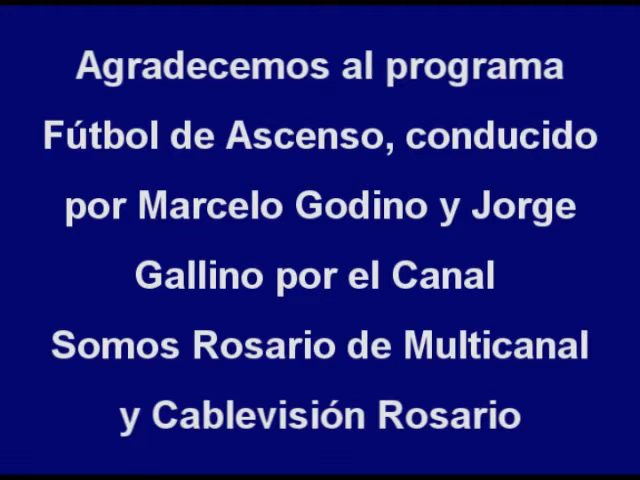 Agradecemos al programa
Fútbol de Ascenso, conducido
por Marcelo Godino y Jorge
Gallino por el Canal
Somos Rosario de Multicanal
y Cablevisión Rosario